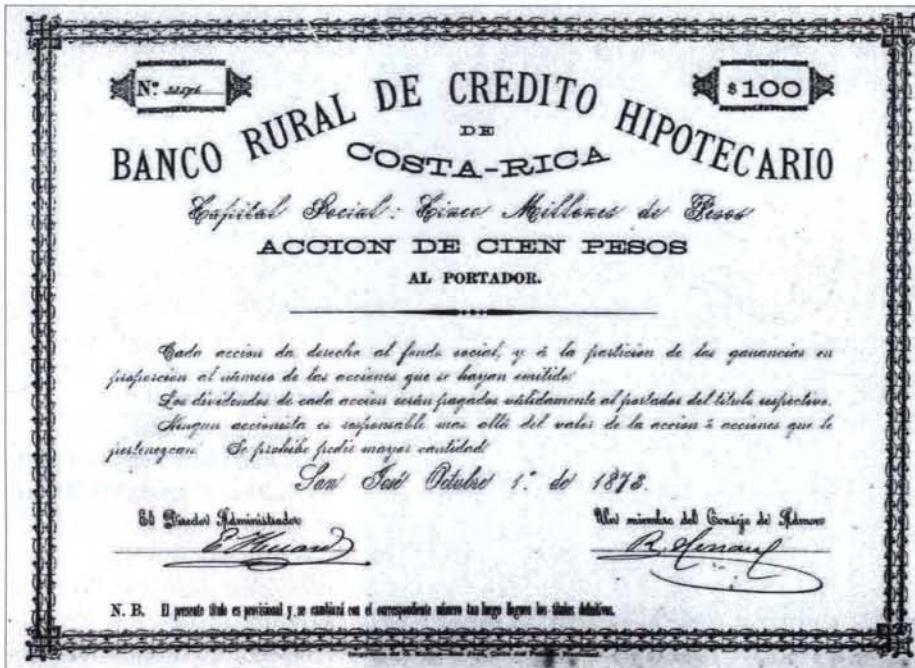 Nº
$100
BANCO RURAL DE CREDITO HIPOTECARIO
DE
COSTA-RICA
Capital Social: Cinco Millones de Pesos
ACCION DE CIEN PESOS
AL PORTADOR.
Cada accion da derecho al fondo social, y á la particion de las ganancias en
proporcion al número de las acciones que se hayan emitido
Los dividendos de cada accion serán pagados válidamente al portador del título respectivo.
Ningun accionista es responsable mas allá del valor de la accion ó acciones que le
pertenezcan. Se prohibe pedir mayor cantidad
San José Octubre 1.º de 1873.
El Director Administrador
Un miembro del Consejo de Admon
N. B. El presente título es provisional y se cambiará con el correspondiente número tan luego lleguen los títulos definitivos.